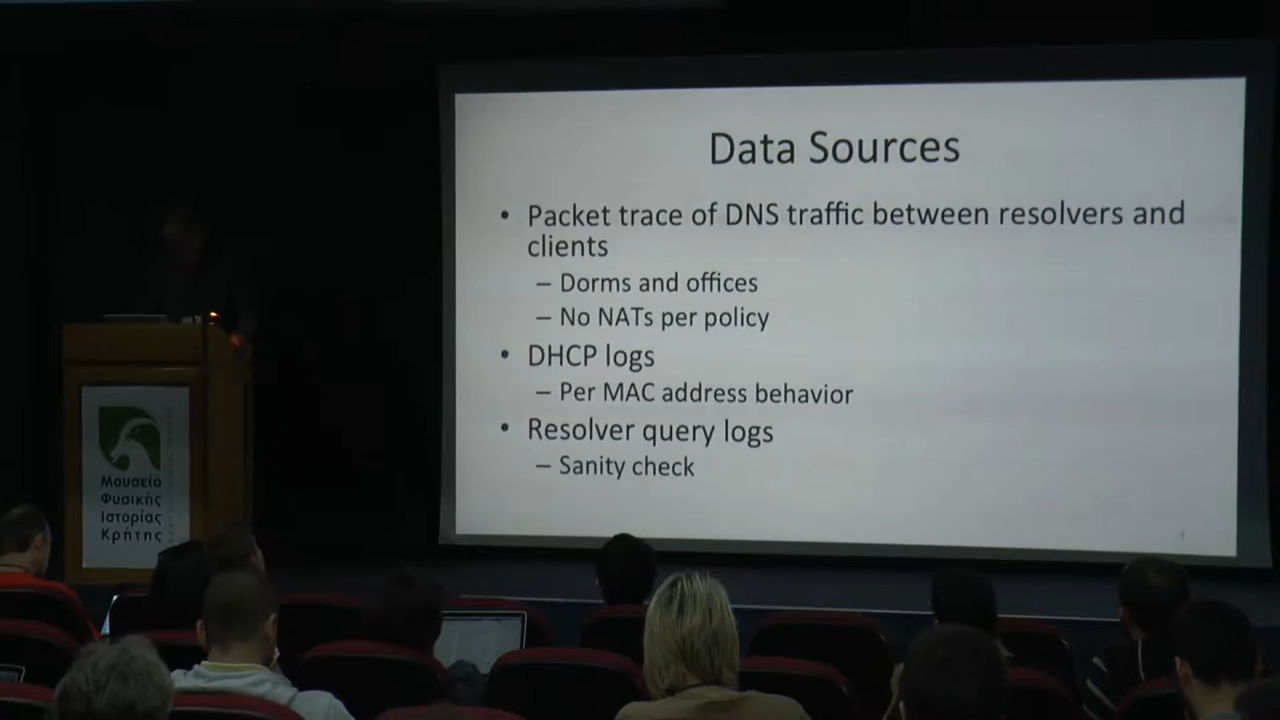 Data Sources
• Packet trace of DNS traffic between resolvers and
clients
– Dorms and offices
– No NATs per policy
• DHCP logs
– Per MAC address behavior
• Resolver query logs
– Sanity check
Μουσείο
Φυσικής
Ιστορίας
Κρήτης